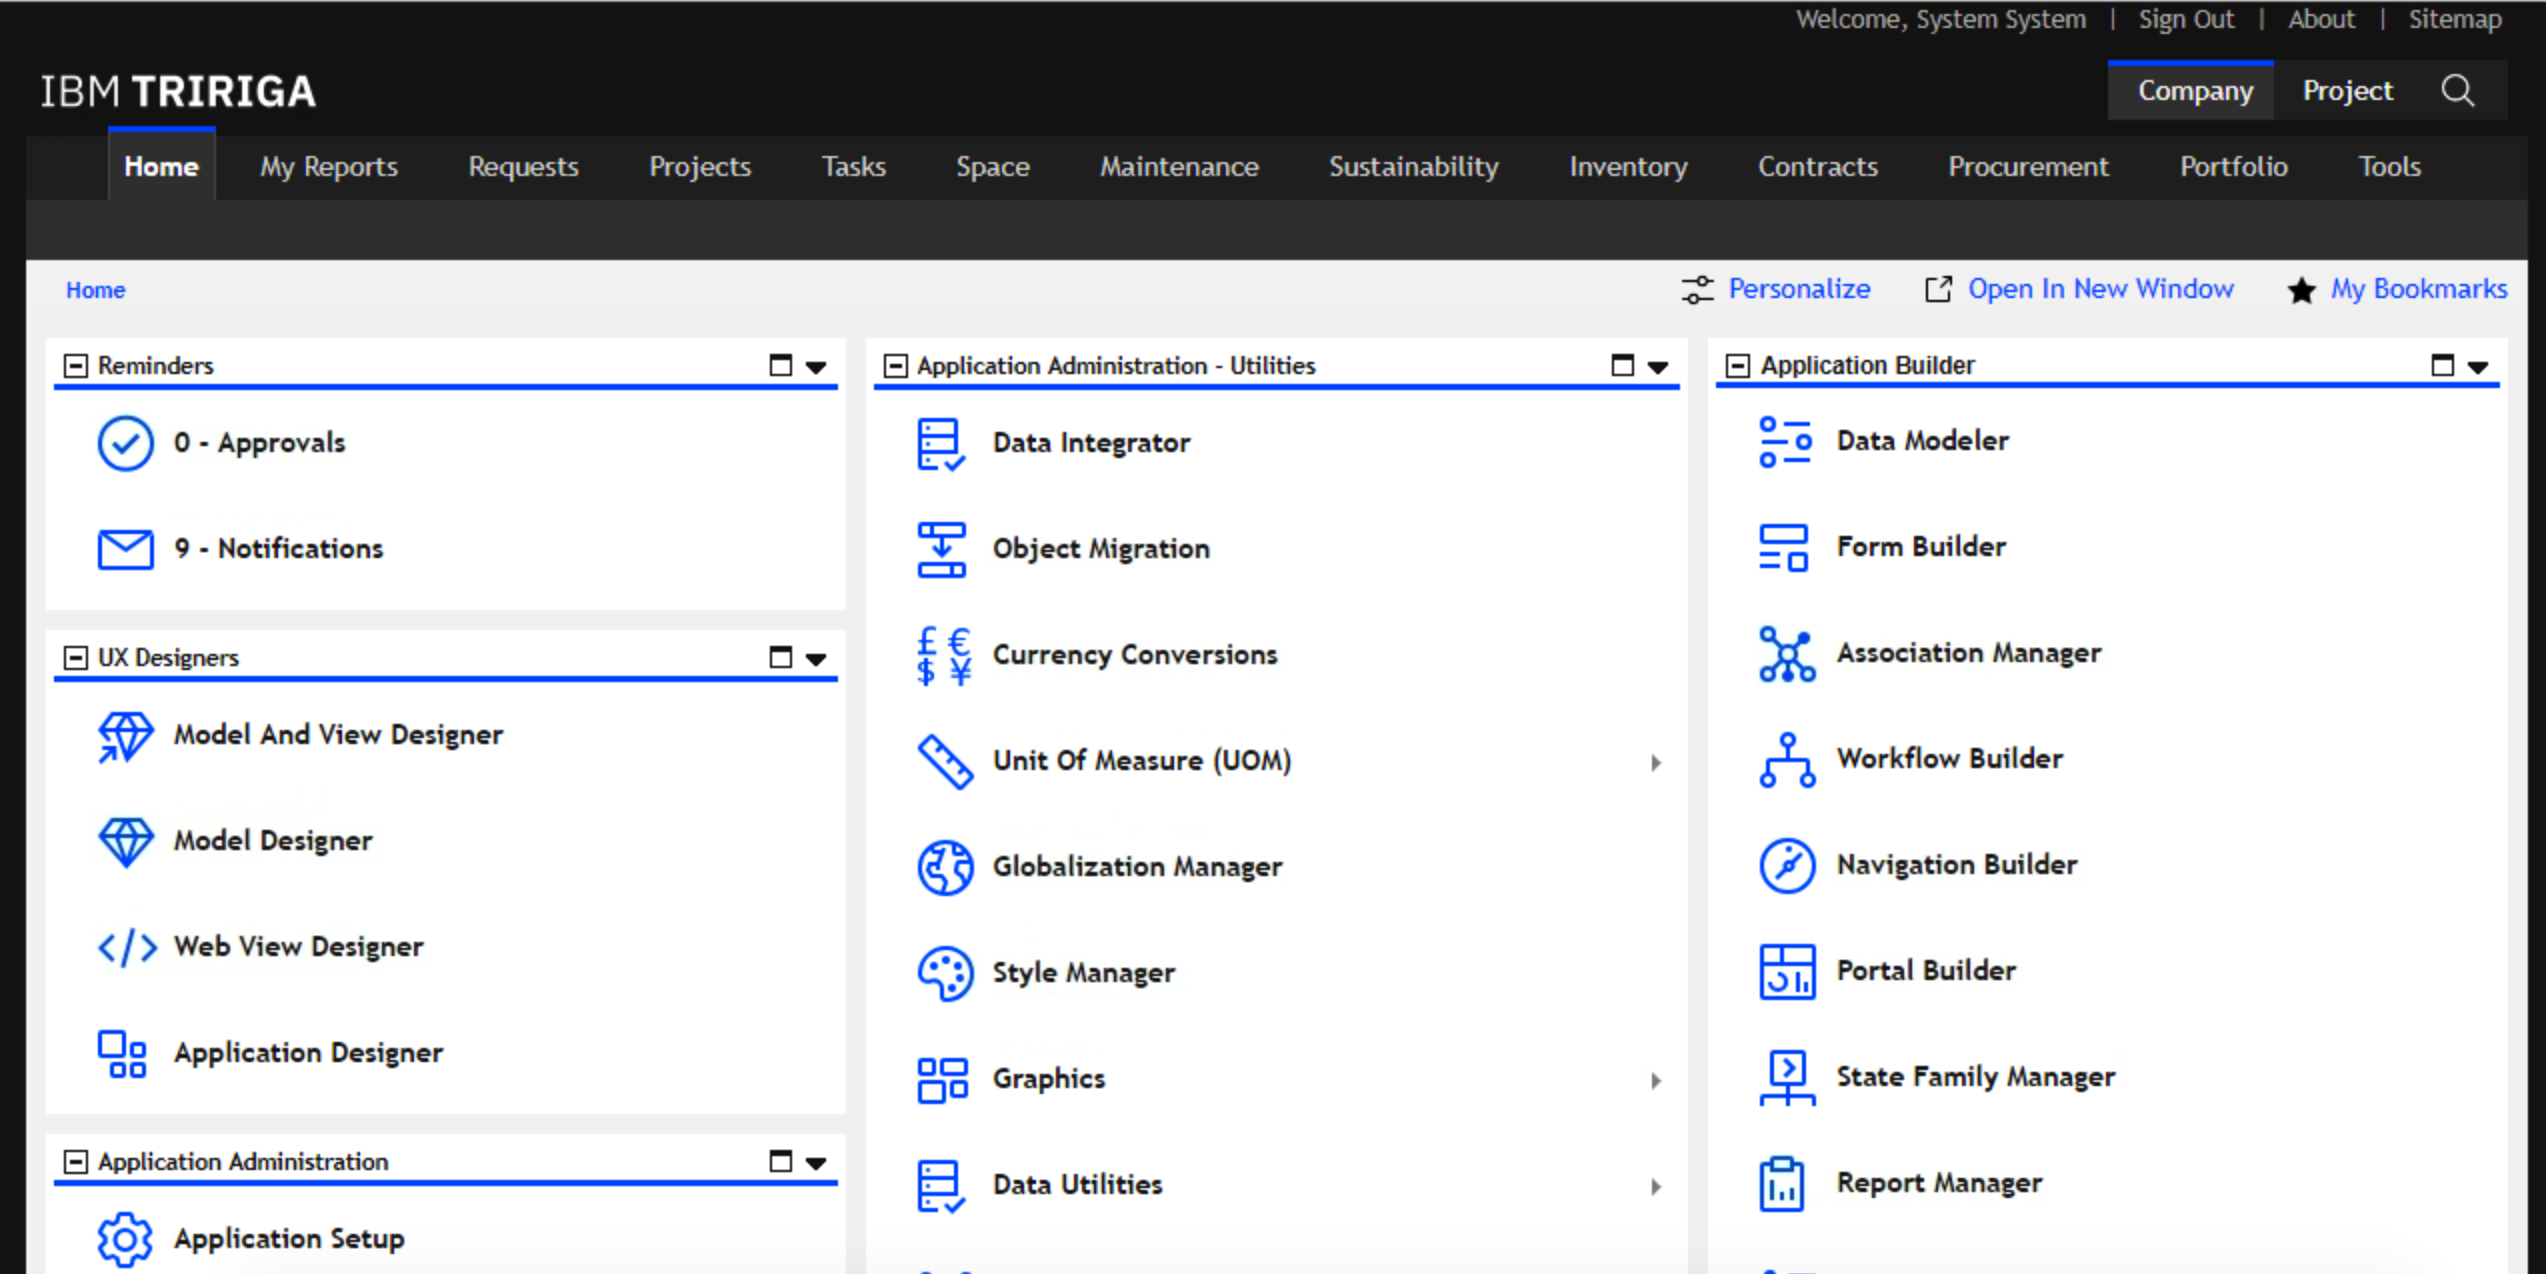 Welcome, System System | Sign Out | About | Sitemap
IBM TRIRIGA
Company Project
Home My Reports Requests Projects Tasks Space Maintenance Sustainability Inventory Contracts Procurement Portfolio Tools
Home
Personalize Open In New Window My Bookmarks
Reminders
0 - Approvals
9 - Notifications
UX Designers
Model And View Designer
Model Designer
Web View Designer
Application Designer
Application Administration
Application Setup
Application Administration - Utilities
Data Integrator
Object Migration
Currency Conversions
Unit Of Measure (UOM)
Globalization Manager
Style Manager
Graphics
Data Utilities
Application Builder
Data Modeler
Form Builder
Association Manager
Workflow Builder
Navigation Builder
Portal Builder
State Family Manager
Report Manager